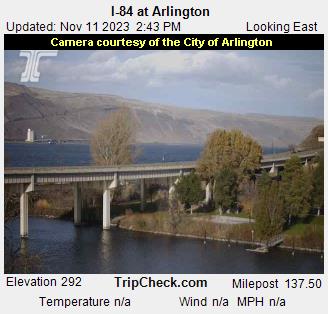 I-84 at Arlington
Updated: Nov 11 2023 2:43 PM Looking East
Camera courtesy of the City of Arlington
Elevation 292 TripCheck.com Milepost 137.50
Temperature n/a Wind n/a MPH n/a